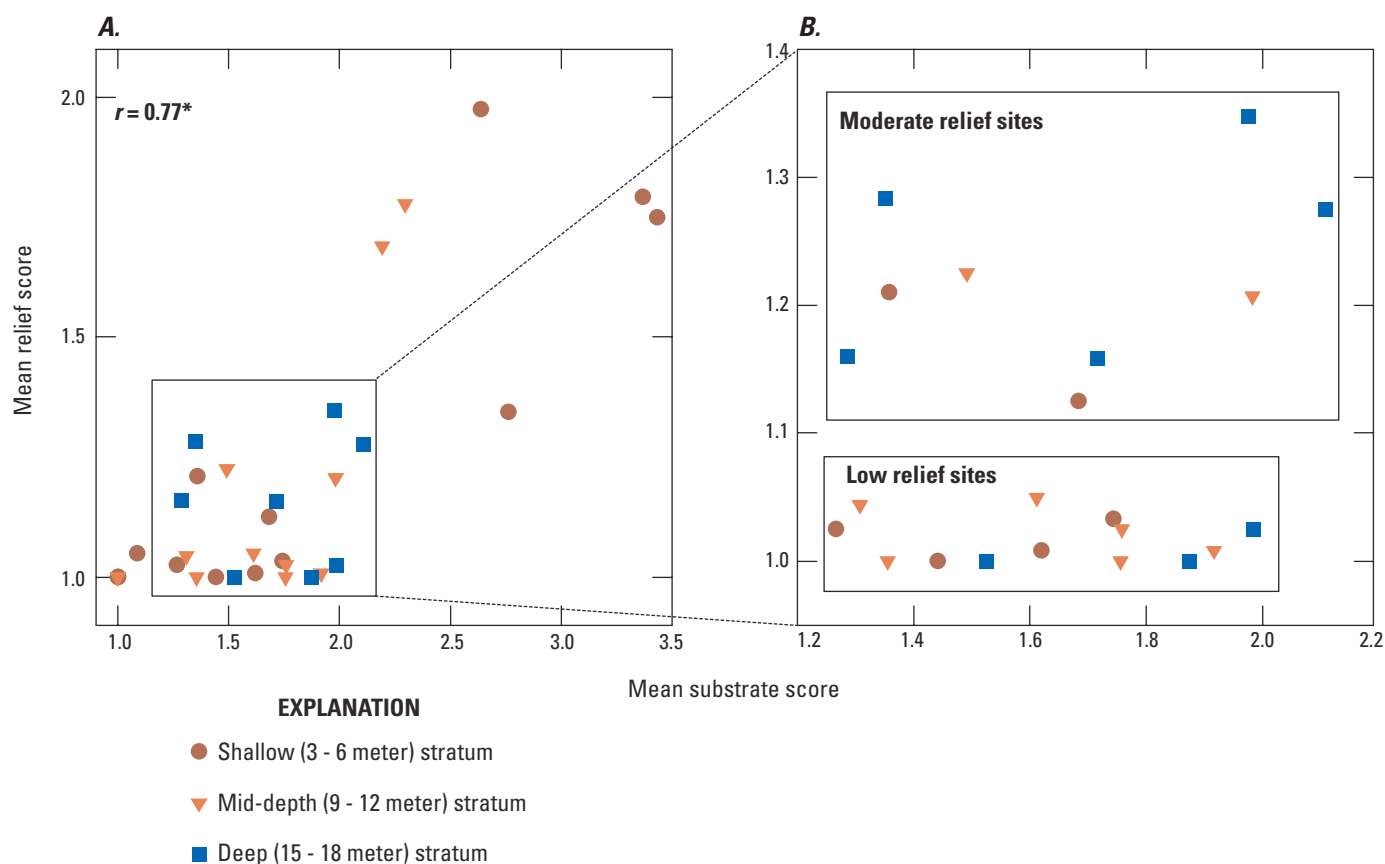 A.
B.
r = 0.77*
2.0
1.5
1.0
Mean relief score
1.0
1.5
2.0
2.5
3.0
3.5
1.4
1.3
1.2
1.1
1.0
Moderate relief sites
Low relief sites
1.2
1.4
1.6
1.8
2.0
2.2
Mean substrate score
EXPLANATION
Shallow (3 - 6 meter) stratum
Mid-depth (9 - 12 meter) stratum
Deep (15 - 18 meter) stratum